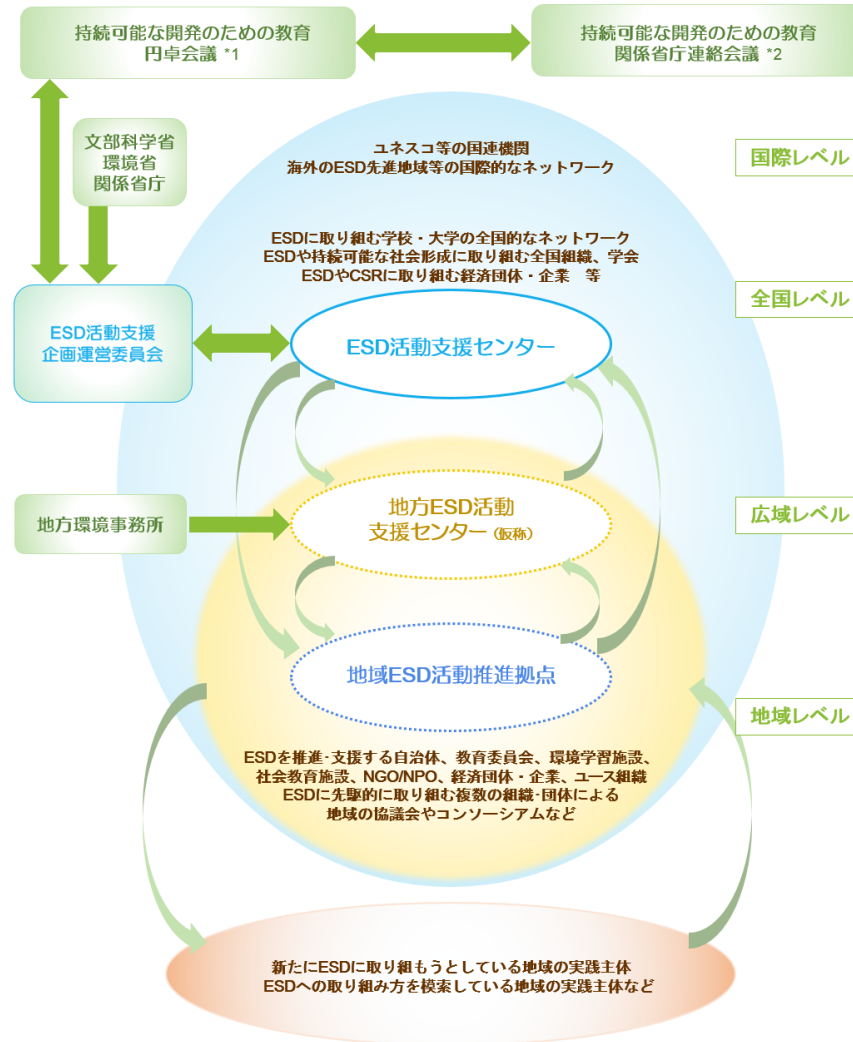 持続可能な開発のための教育
円卓会議 *1
持続可能な開発のための教育
関係省庁連絡会議 *2
文部科学省
環境省
関係省庁
ユネスコ等の国連機関
海外のESD先進地域等の国際的なネットワーク
国際レベル
ESDに取り組む学校・大学の全国的なネットワーク
ESDや持続可能な社会形成に取り組む全国組織、学会
ESDやCSRに取り組む経済団体・企業　等
全国レベル
ESD活動支援
企画運営委員会
ESD活動支援センター
地方ESD活動
支援センター（仮称）
地方環境事務所
広域レベル
地域ESD活動推進拠点
地域レベル
ESDを推進・支援する自治体、教育委員会、環境学習施設、
社会教育施設、NGO/NPO、経済団体・企業、ユース組織
ESDに先駆的に取り組む複数の組織・団体による
地域の協議会やコンソーシアムなど
新たにESDに取り組もうとしている地域の実践主体
ESDへの取り組み方を模索している地域の実践主体など